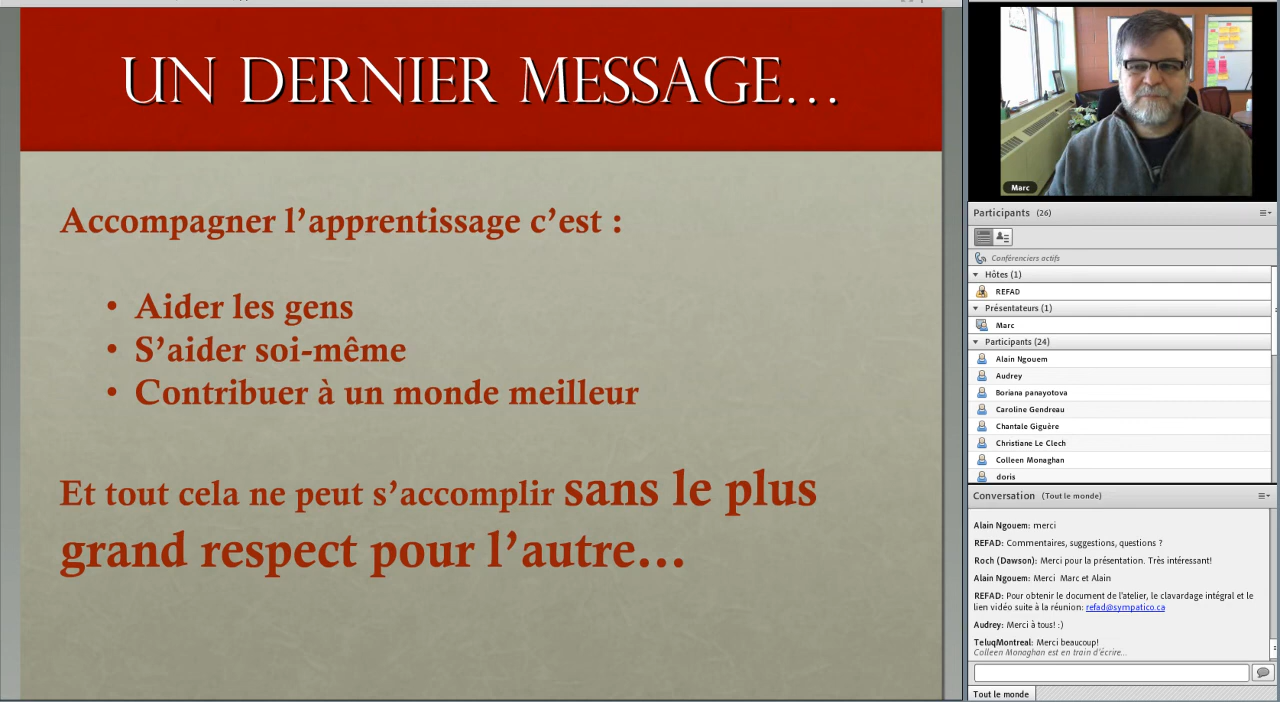 UN DERNIER MESSAGE...
Accompagner l'apprentissage c'est :
• Aider les gens
• S'aider soi-même
• Contribuer à un monde meilleur
Et tout cela ne peut s'accomplir sans le plus
grand respect pour l'autre...
Marc
Participants (26)
Conférenciers actifs
Hôtes (1)
REFAD
Présentateurs (1)
Marc
Participants (24)
Alain Ngouem
Audrey
Boriana panayotova
Caroline Gendreau
Chantale Giguère
Christiane Le Clech
Colleen Monaghan
doris
Conversation (Tout le monde)
Alain Ngouem: merci
REFAD: Commentaires, suggestions, questions ?
Roch (Dawson): Merci pour la présentation. Très intéressant!
Alain Ngouem: Merci Marc et Alain
REFAD: Pour obtenir le document de l'atelier, le clavardage intégral et le
lien vidéo suite à la réunion: refad@sympatico.ca
Audrey: Merci à tous! :)
TeluqMontreal: Merci beaucoup!
Colleen Monaghan est en train d'écrire...
Tout le monde